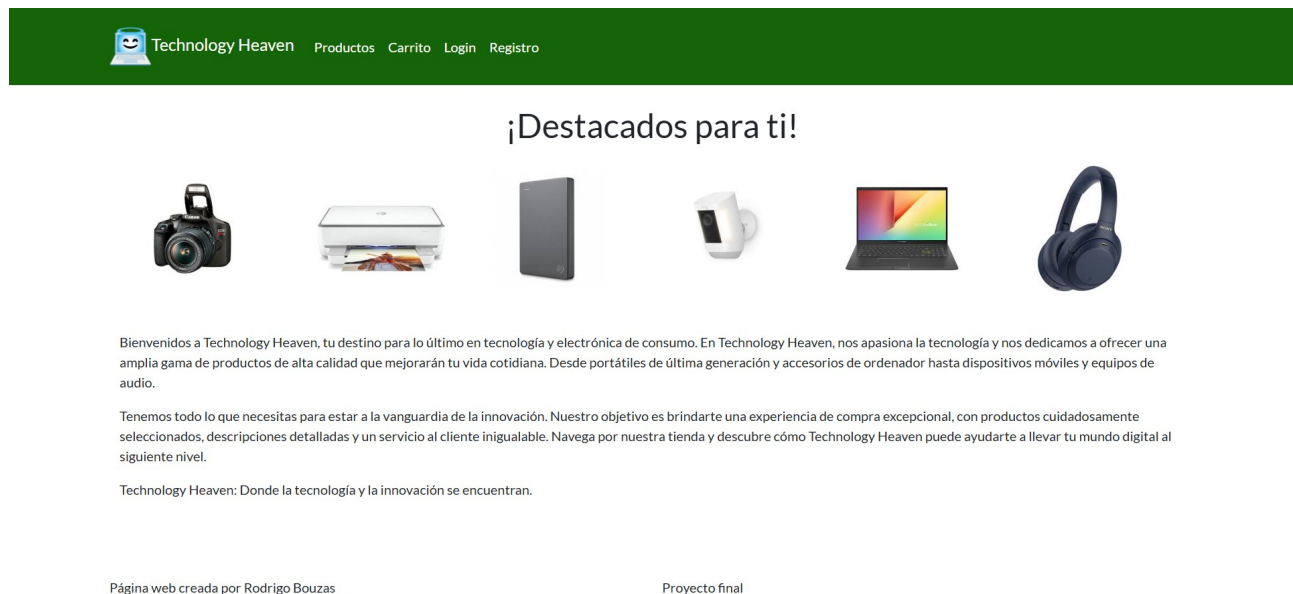 Technology Heaven Productos Carrito Login Registro
¡Destacados para ti!
Canon
SONY
Bienvenidos a Technology Heaven, tu destino para lo último en tecnología y electrónica de consumo. En Technology Heaven, nos apasiona la tecnología y nos dedicamos a ofrecer una
amplia gama de productos de alta calidad que mejorarán tu vida cotidiana. Desde portátiles de última generación y accesorios de ordenador hasta dispositivos móviles y equipos de
audio.
Tenemos todo lo que necesitas para estar a la vanguardia de la innovación. Nuestro objetivo es brindarte una experiencia de compra excepcional, con productos cuidadosamente
seleccionados, descripciones detalladas y un servicio al cliente inigualable. Navega por nuestra tienda y descubre cómo Technology Heaven puede ayudarte a llevar tu mundo digital al
siguiente nivel.
Technology Heaven: Donde la tecnología y la innovación se encuentran.
Página web creada por Rodrigo Bouzas Proyecto final